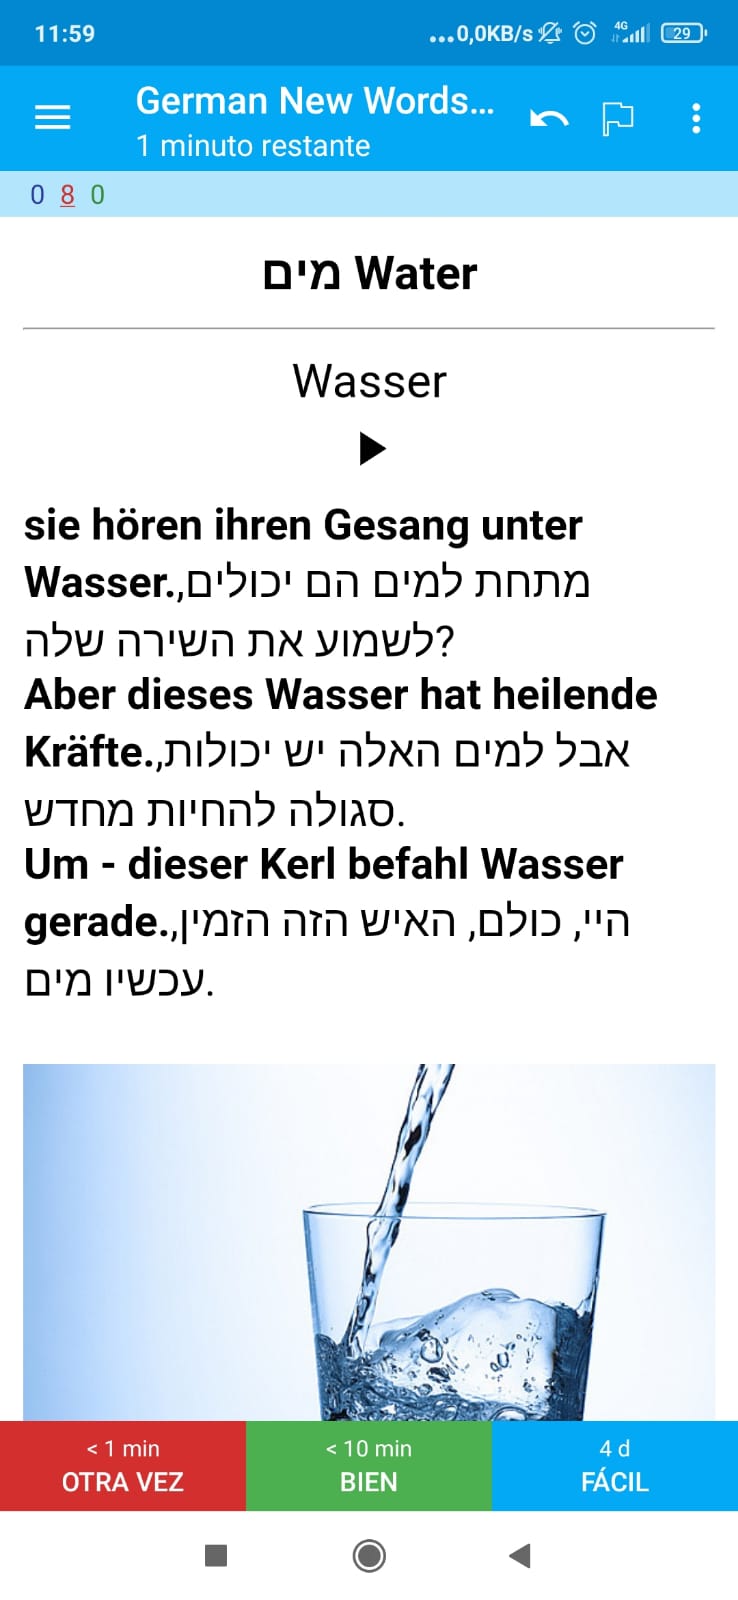 11:59
...0,0KB/s 4G 29
German New Words...
1 minuto restante
0 8 0
מים Water
Wasser
sie hören ihren Gesang unter
Wasser.,מתחת למים הם יכולים
לשמוע את השירה שלה?
Aber dieses Wasser hat heilende
Kräfte.,אבל למים האלה יש יכולות
סגולה להחיות מחדש.
Um - dieser Kerl befahl Wasser
gerade.,היי, כולם, האיש הזה הזמין
עכשיו מים.
< 1 min < 10 min 4 d
OTRA VEZ BIEN FÁCIL